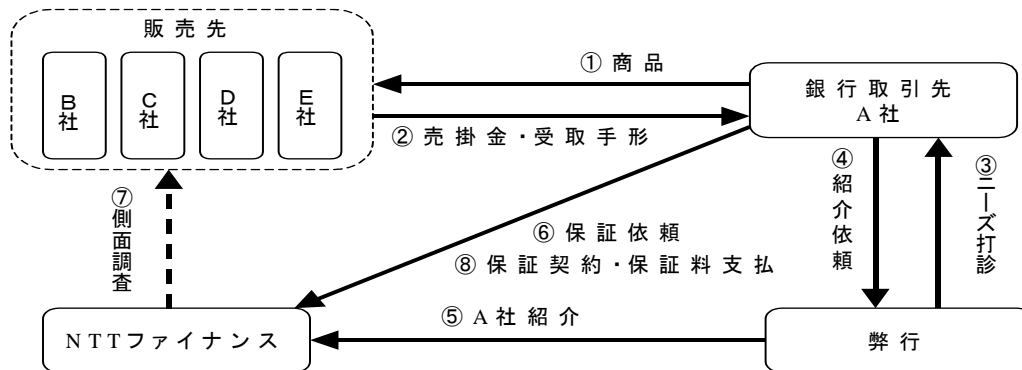 販売先
B社
C社
D社
E社
①商品
②売掛金・受取手形
銀行取引先
A社
③ニーズ打診
④紹介依頼
⑦側面調査
⑥保証依頼
⑧保証契約・保証料支払
⑤A社紹介
NTTファイナンス
弊行